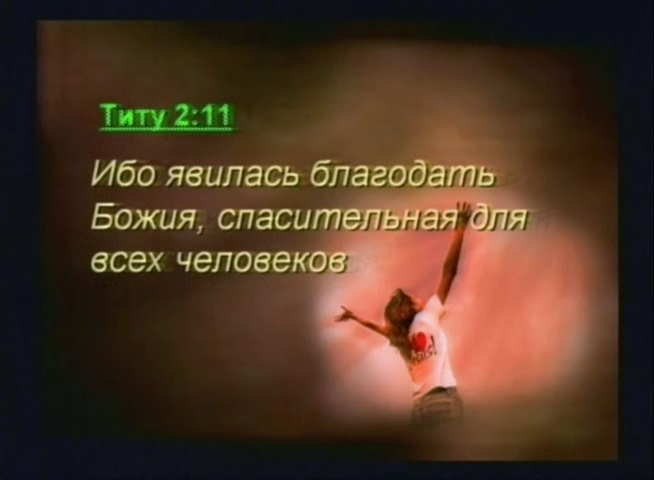 Титу 2:11
Ибо явилась благодать
Божия, спасительная для
всех человеков